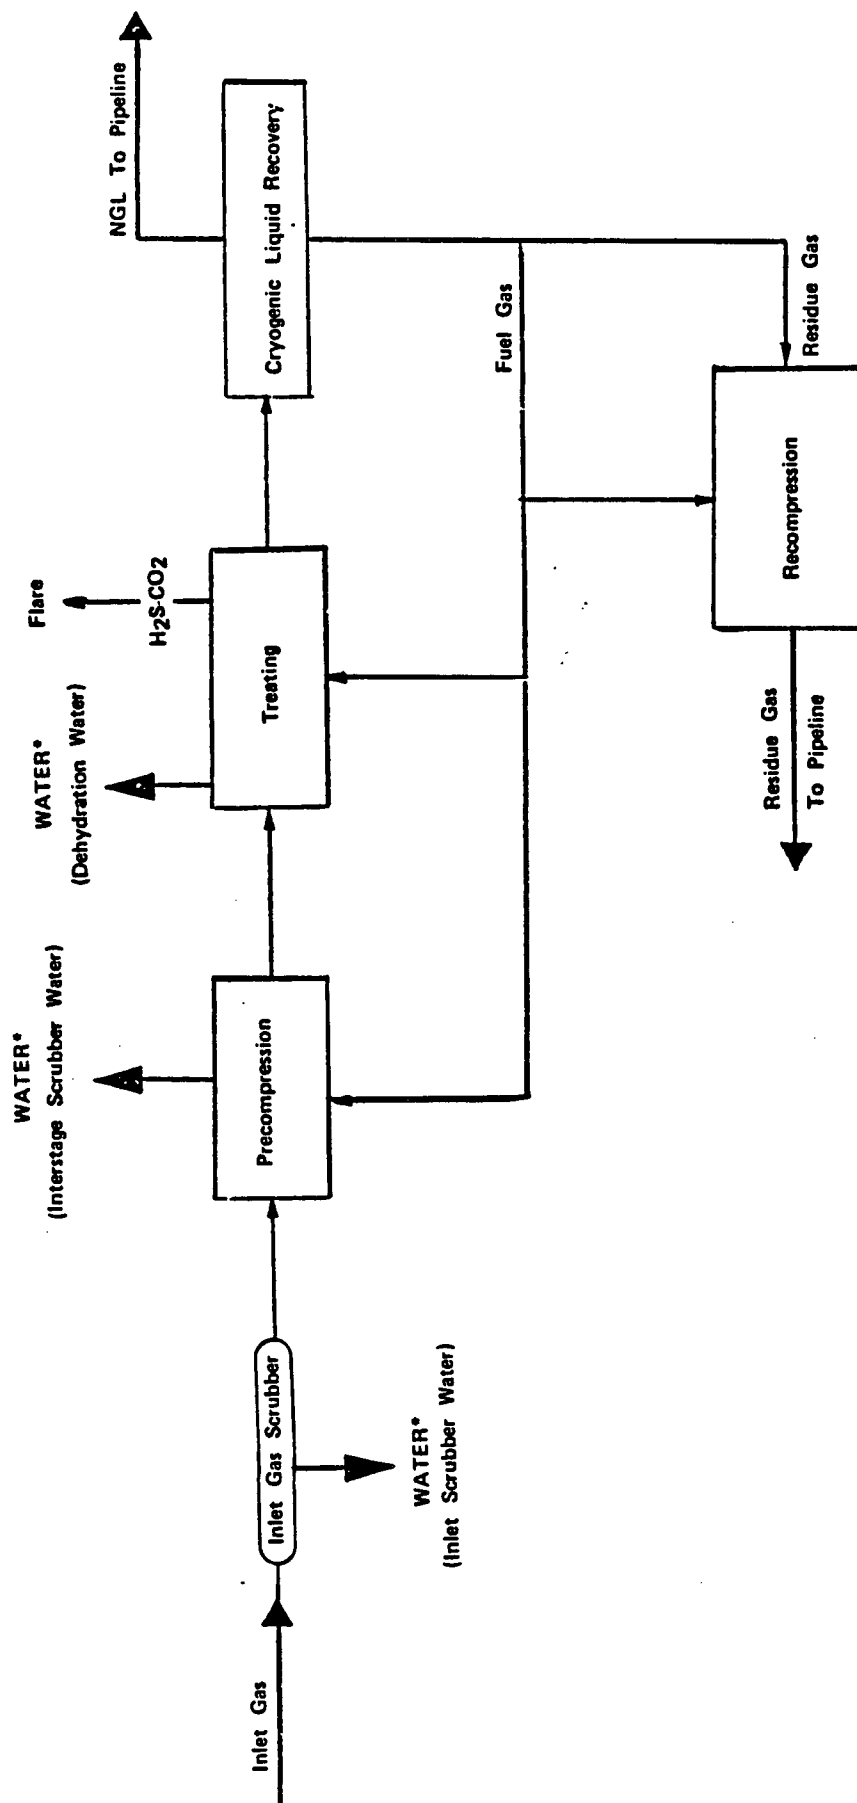 Inlet Gas
Inlet Gas Scrubber
WATER*
(Inlet Scrubber Water)
WATER*
(Interstage Scrubber Water)
Precompression
WATER*
(Dehydration Water)
Flare
H2S-CO2
Treating
NGL To Pipeline
Cryogenic Liquid Recovery
Fuel Gas
Residue Gas
Recompression
Residue Gas
To Pipeline